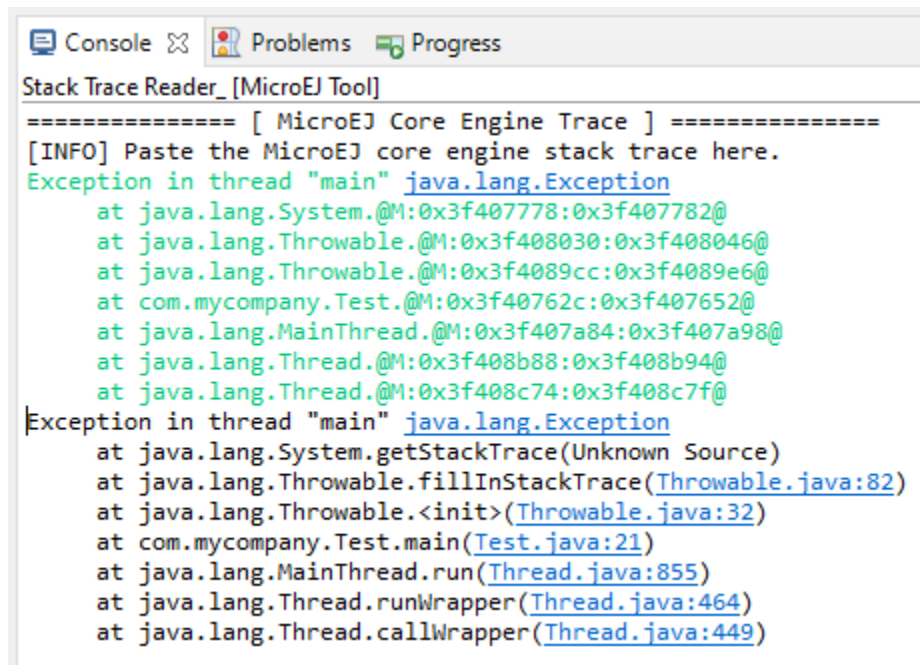 Console Problems Progress
Stack Trace Reader_ [MicroEJ Tool]
=============== [ MicroEJ Core Engine Trace ] ===============
[INFO] Paste the MicroEJ core engine stack trace here.
Exception in thread "main" java.lang.Exception
     at java.lang.System.@M:0x3f407778:0x3f407782@
     at java.lang.Throwable.@M:0x3f408030:0x3f408046@
     at java.lang.Throwable.@M:0x3f4089cc:0x3f4089e6@
     at com.mycompany.Test.@M:0x3f40762c:0x3f407652@
     at java.lang.MainThread.@M:0x3f407a84:0x3f407a98@
     at java.lang.Thread.@M:0x3f408b88:0x3f408b94@
     at java.lang.Thread.@M:0x3f408c74:0x3f408c7f@
Exception in thread "main" java.lang.Exception
     at java.lang.System.getStackTrace(Unknown Source)
     at java.lang.Throwable.fillInStackTrace(Throwable.java:82)
     at java.lang.Throwable.<init>(Throwable.java:32)
     at com.mycompany.Test.main(Test.java:21)
     at java.lang.MainThread.run(Thread.java:855)
     at java.lang.Thread.runWrapper(Thread.java:464)
     at java.lang.Thread.callWrapper(Thread.java:449)